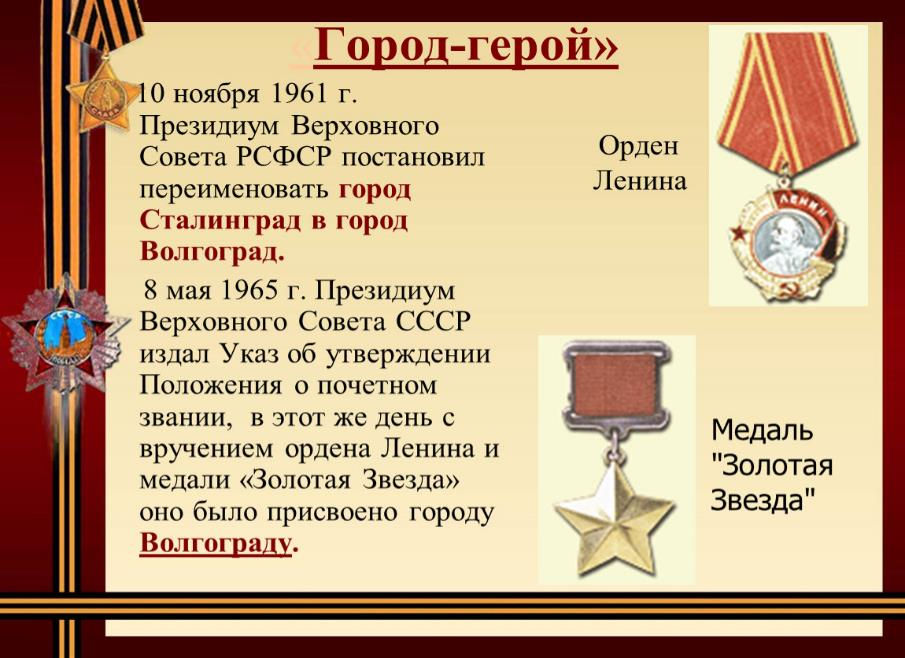 «Город-герой»
10 ноября 1961 г.
Президиум Верховного
Совета РСФСР постановил
переименовать город
Сталинград в город
Волгоград.
8 мая 1965 г. Президиум
Верховного Совета СССР
издал Указ об утверждении
Положения о почетном
звании, в этот же день с
вручением ордена Ленина и
медали «Золотая Звезда»
оно было присвоено городу
Волгограду.
Орден
Ленина
ЛЕНИН
Медаль
"Золотая
Звезда"